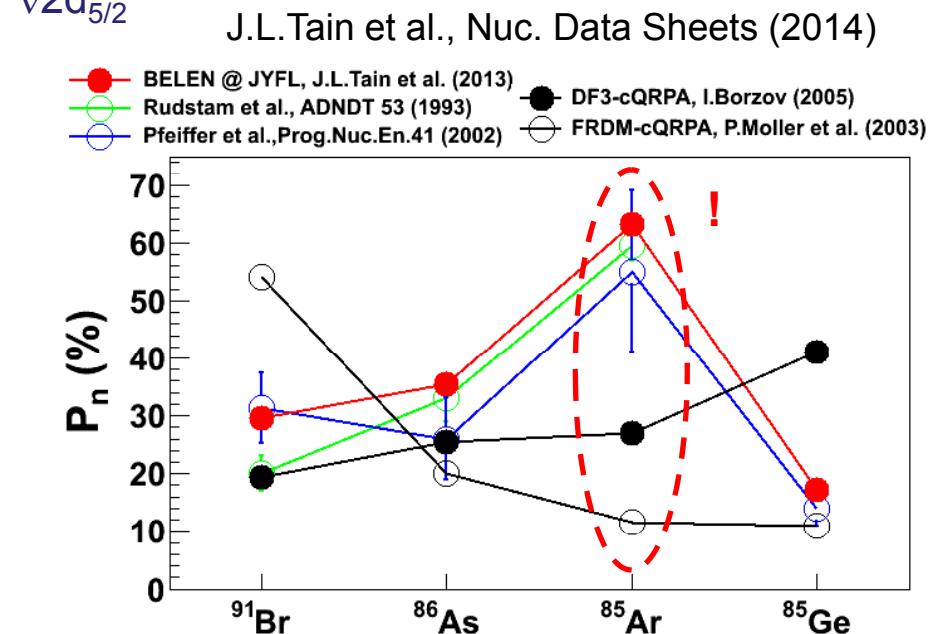 ν2d5/2
J.L.Tain et al., Nuc. Data Sheets (2014)
BELEN @ JYFL, J.L.Tain et al. (2013)
Rudstam et al., ADNDT 53 (1993)
Pfeiffer et al.,Prog.Nuc.En.41 (2002)
DF3-cQRPA, I.Borzov (2005)
FRDM-cQRPA, P.Moller et al. (2003)
!
Pn (%)
70
60
50
40
30
20
10
0
91Br 86As 85Ar 85Ge